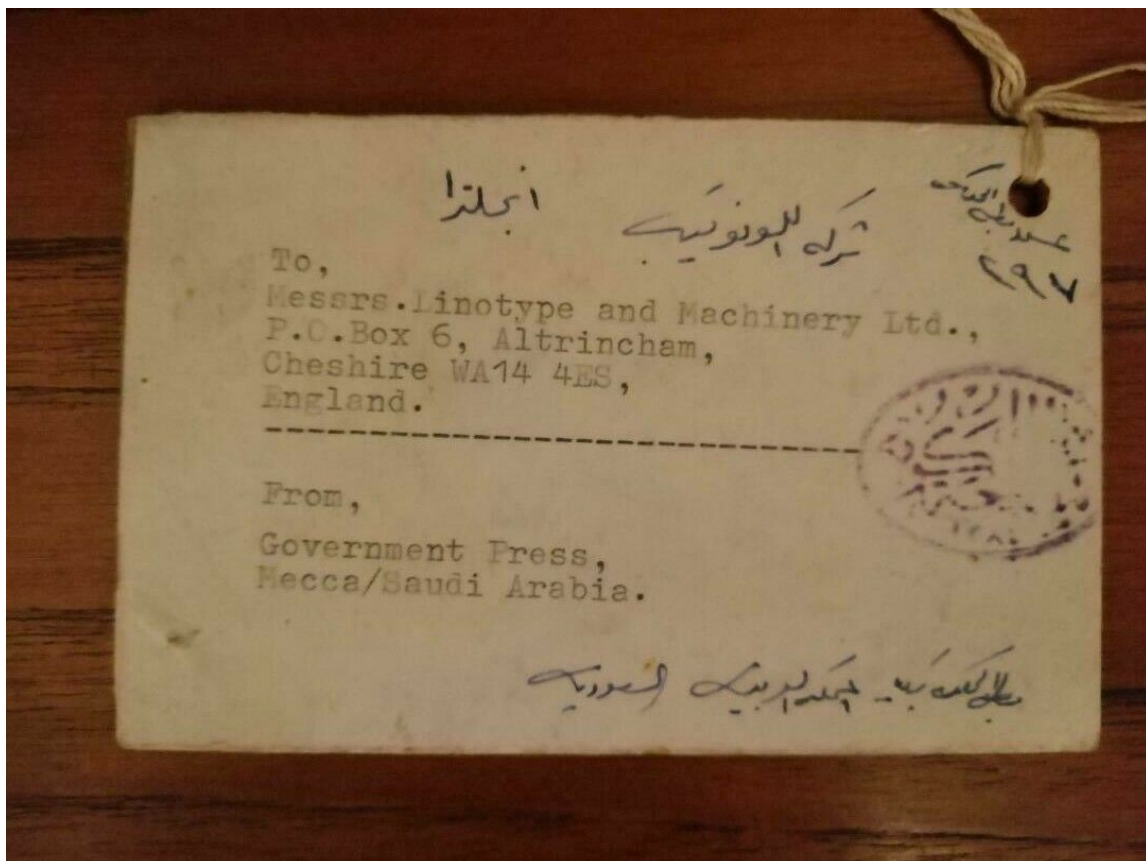 انجلترا
شركة اللينوتيب
٢٩٧
To,
Messrs.Linotype and Machinery Ltd.,
P.O.Box 6, Altrincham,
Cheshire WA14 4ES,
England.
From,
Government Press,
Mecca/Saudi Arabia.
المملكة العربية السعودية